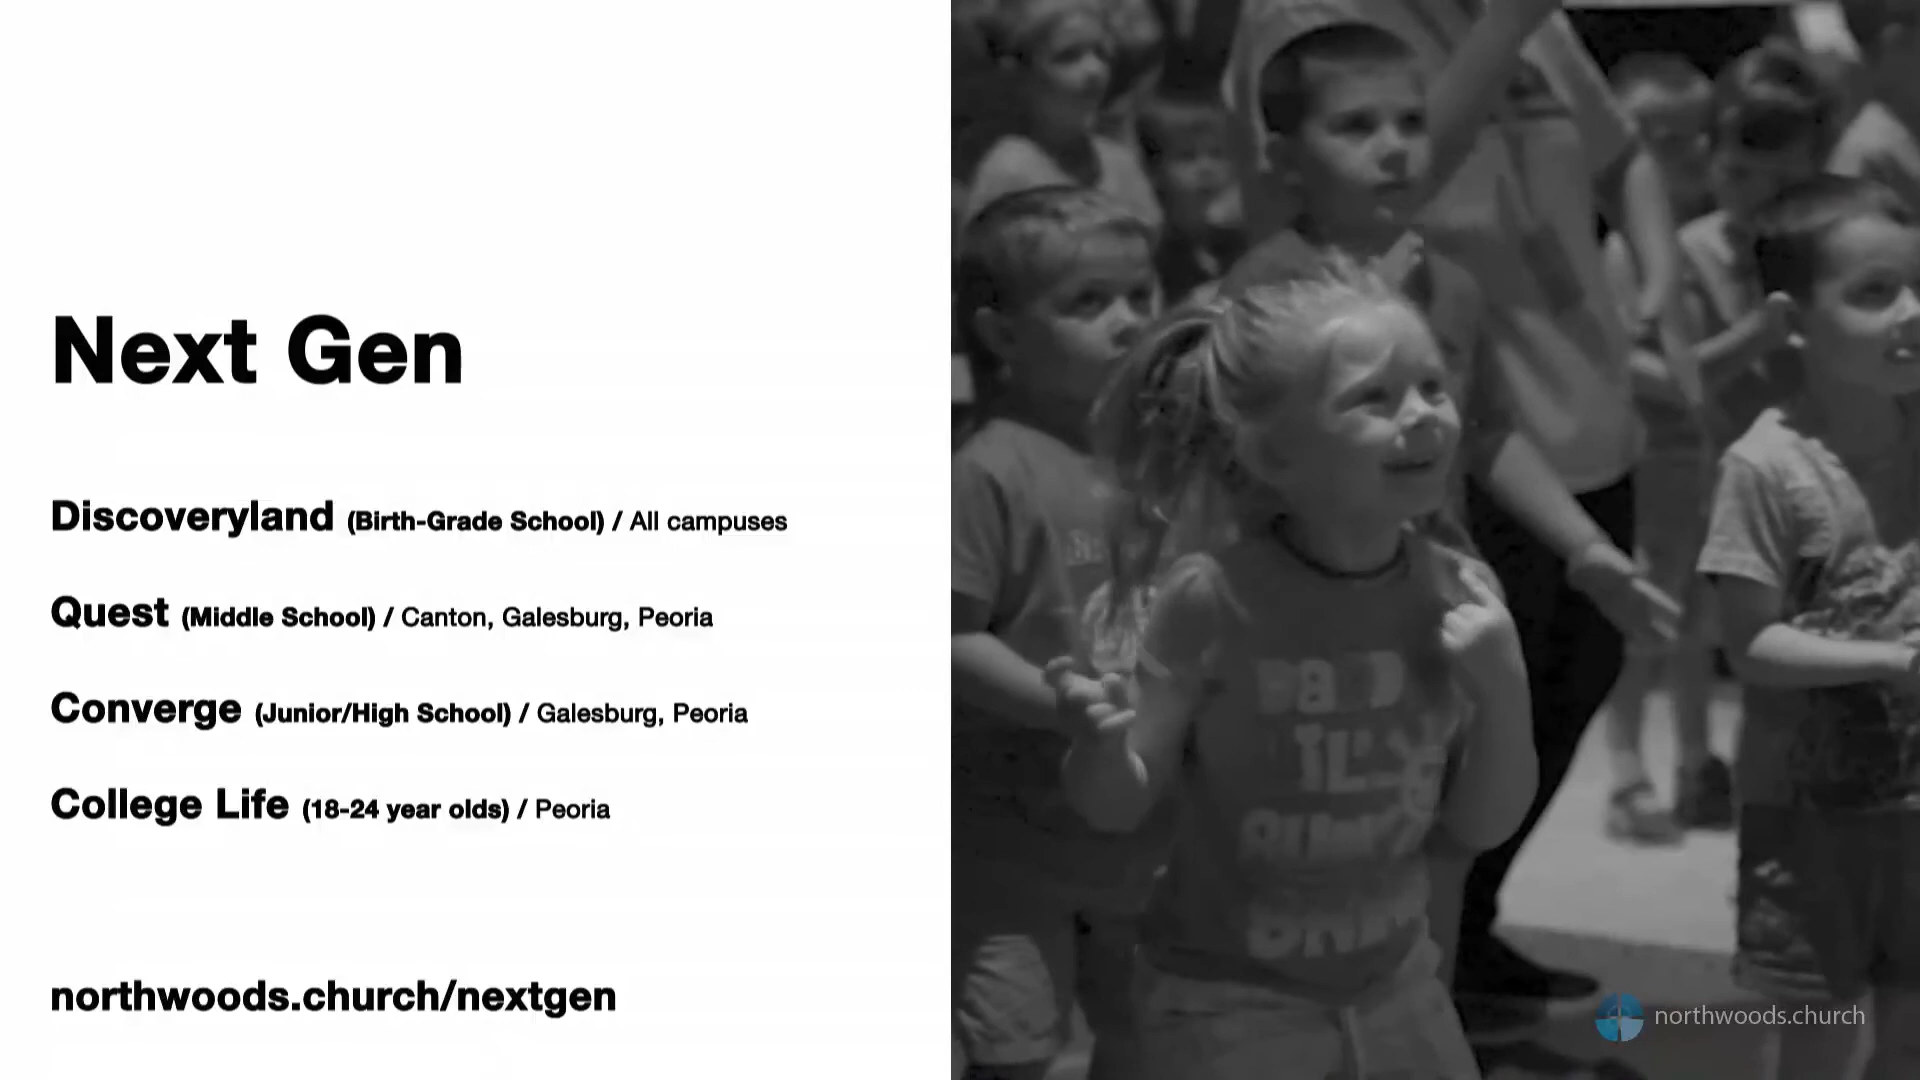 Next Gen
Discoveryland (Birth-Grade School) / All campuses
Quest (Middle School) / Canton, Galesburg, Peoria
Converge (Junior/High School) / Galesburg, Peoria
College Life (18-24 year olds) / Peoria
northwoods.church/nextgen
northwoods.church